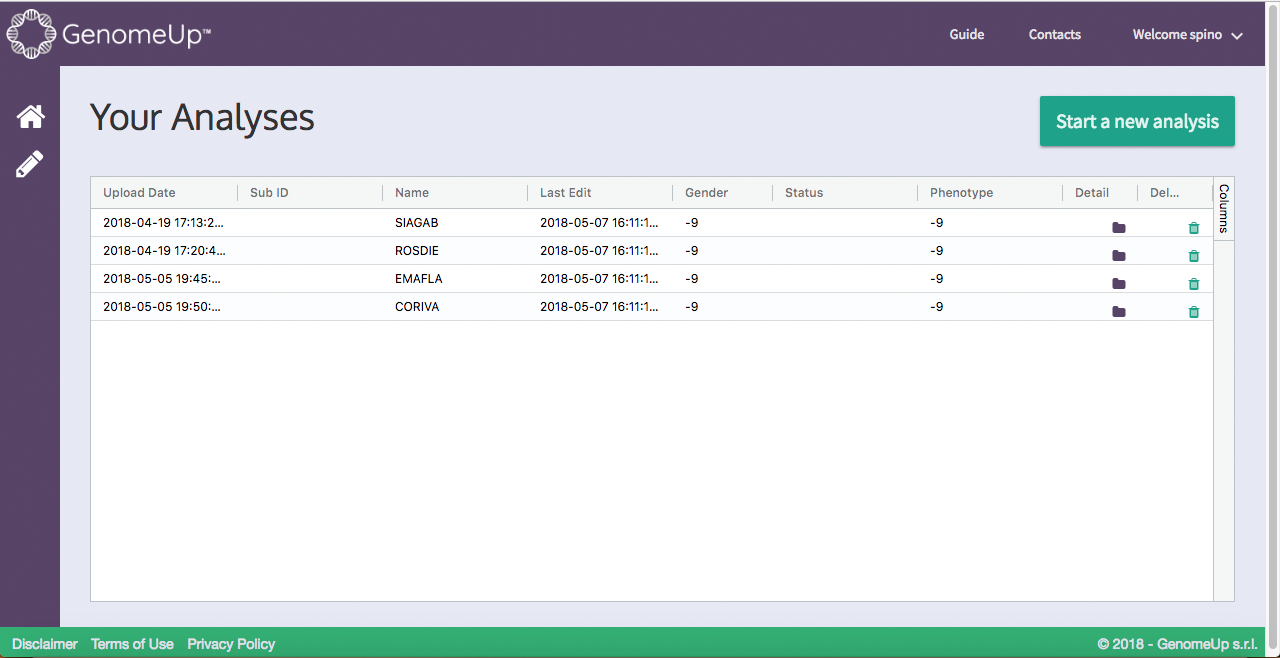 GenomeUp™
Guide Contacts Welcome spino
Your Analyses
Start a new analysis
Upload Date Sub ID Name Last Edit Gender Status Phenotype Detail Del...
Columns
2018-04-19 17:13:2... SIAGAB 2018-05-07 16:11:1... -9 -9
2018-04-19 17:20:4... ROSDIE 2018-05-07 16:11:1... -9 -9
2018-05-05 19:45:... EMAFLA 2018-05-07 16:11:1... -9 -9
2018-05-05 19:50:... CORIVA 2018-05-07 16:11:1... -9 -9
Disclaimer Terms of Use Privacy Policy © 2018 - GenomeUp s.r.l.